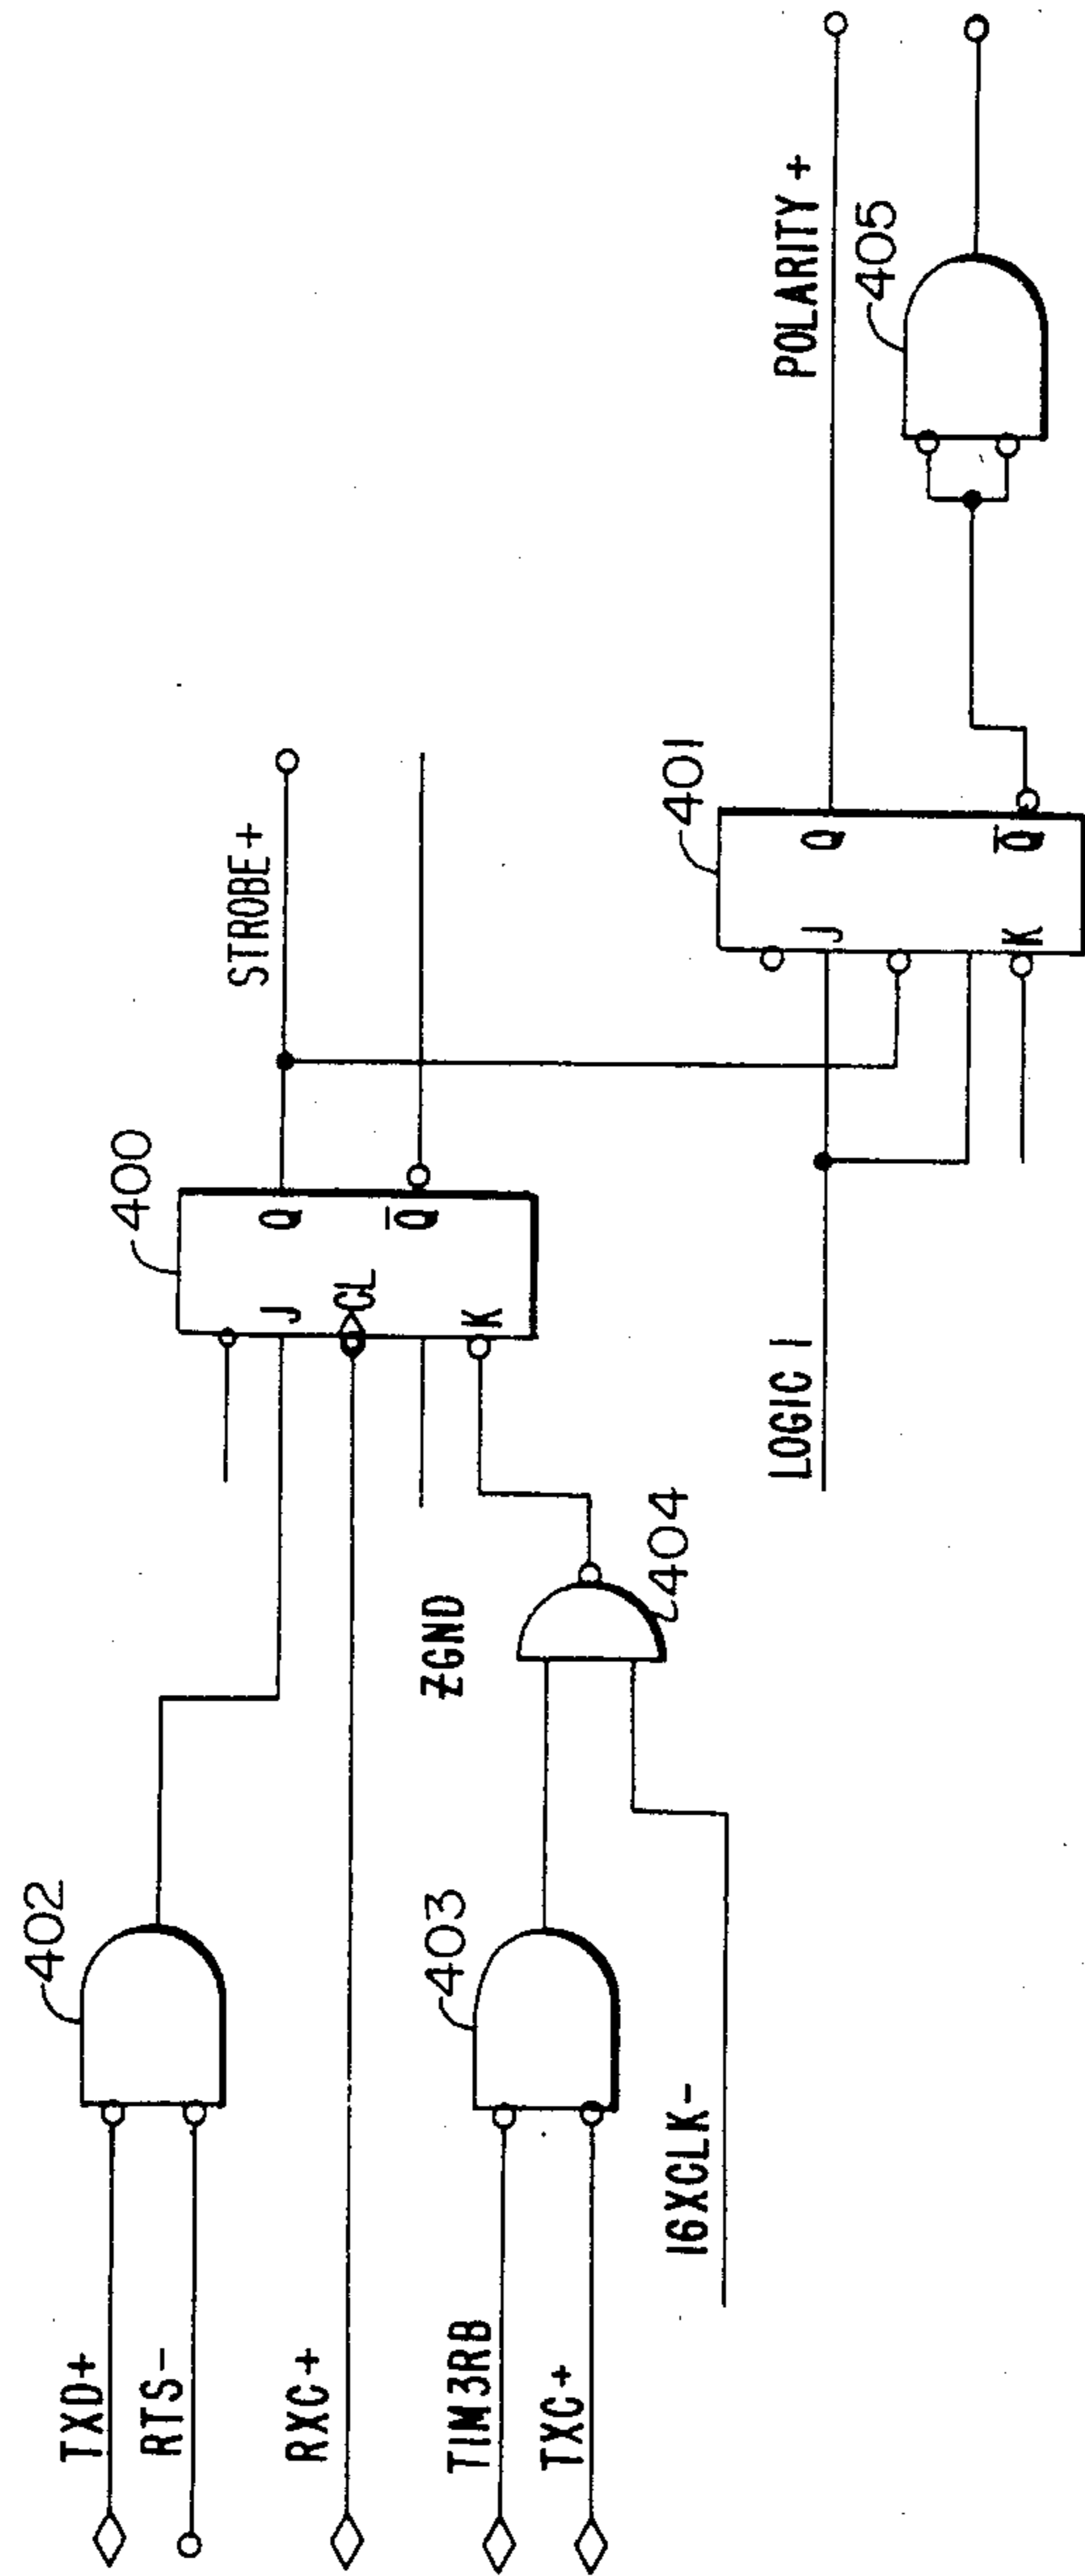 TXD+
402
RTS-
RXC+
TIM3RB
403
TXC+
16XCLK-
ZGND
404
400
J
Q
CL
K
Q
STROBE+
LOGIC 1
401
J
Q
K
Q
POLARITY +
405